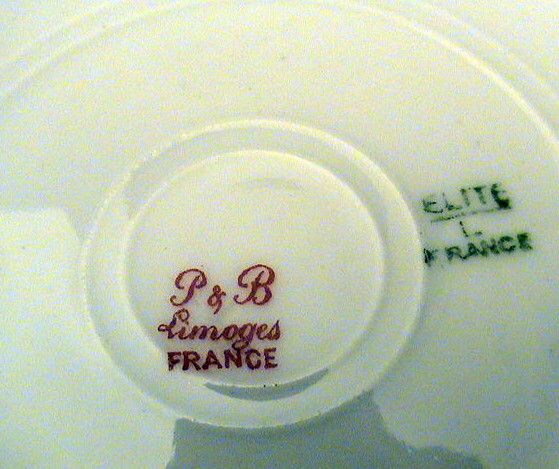 P & B
Limoges
FRANCE
ELITE
L
FRANCE